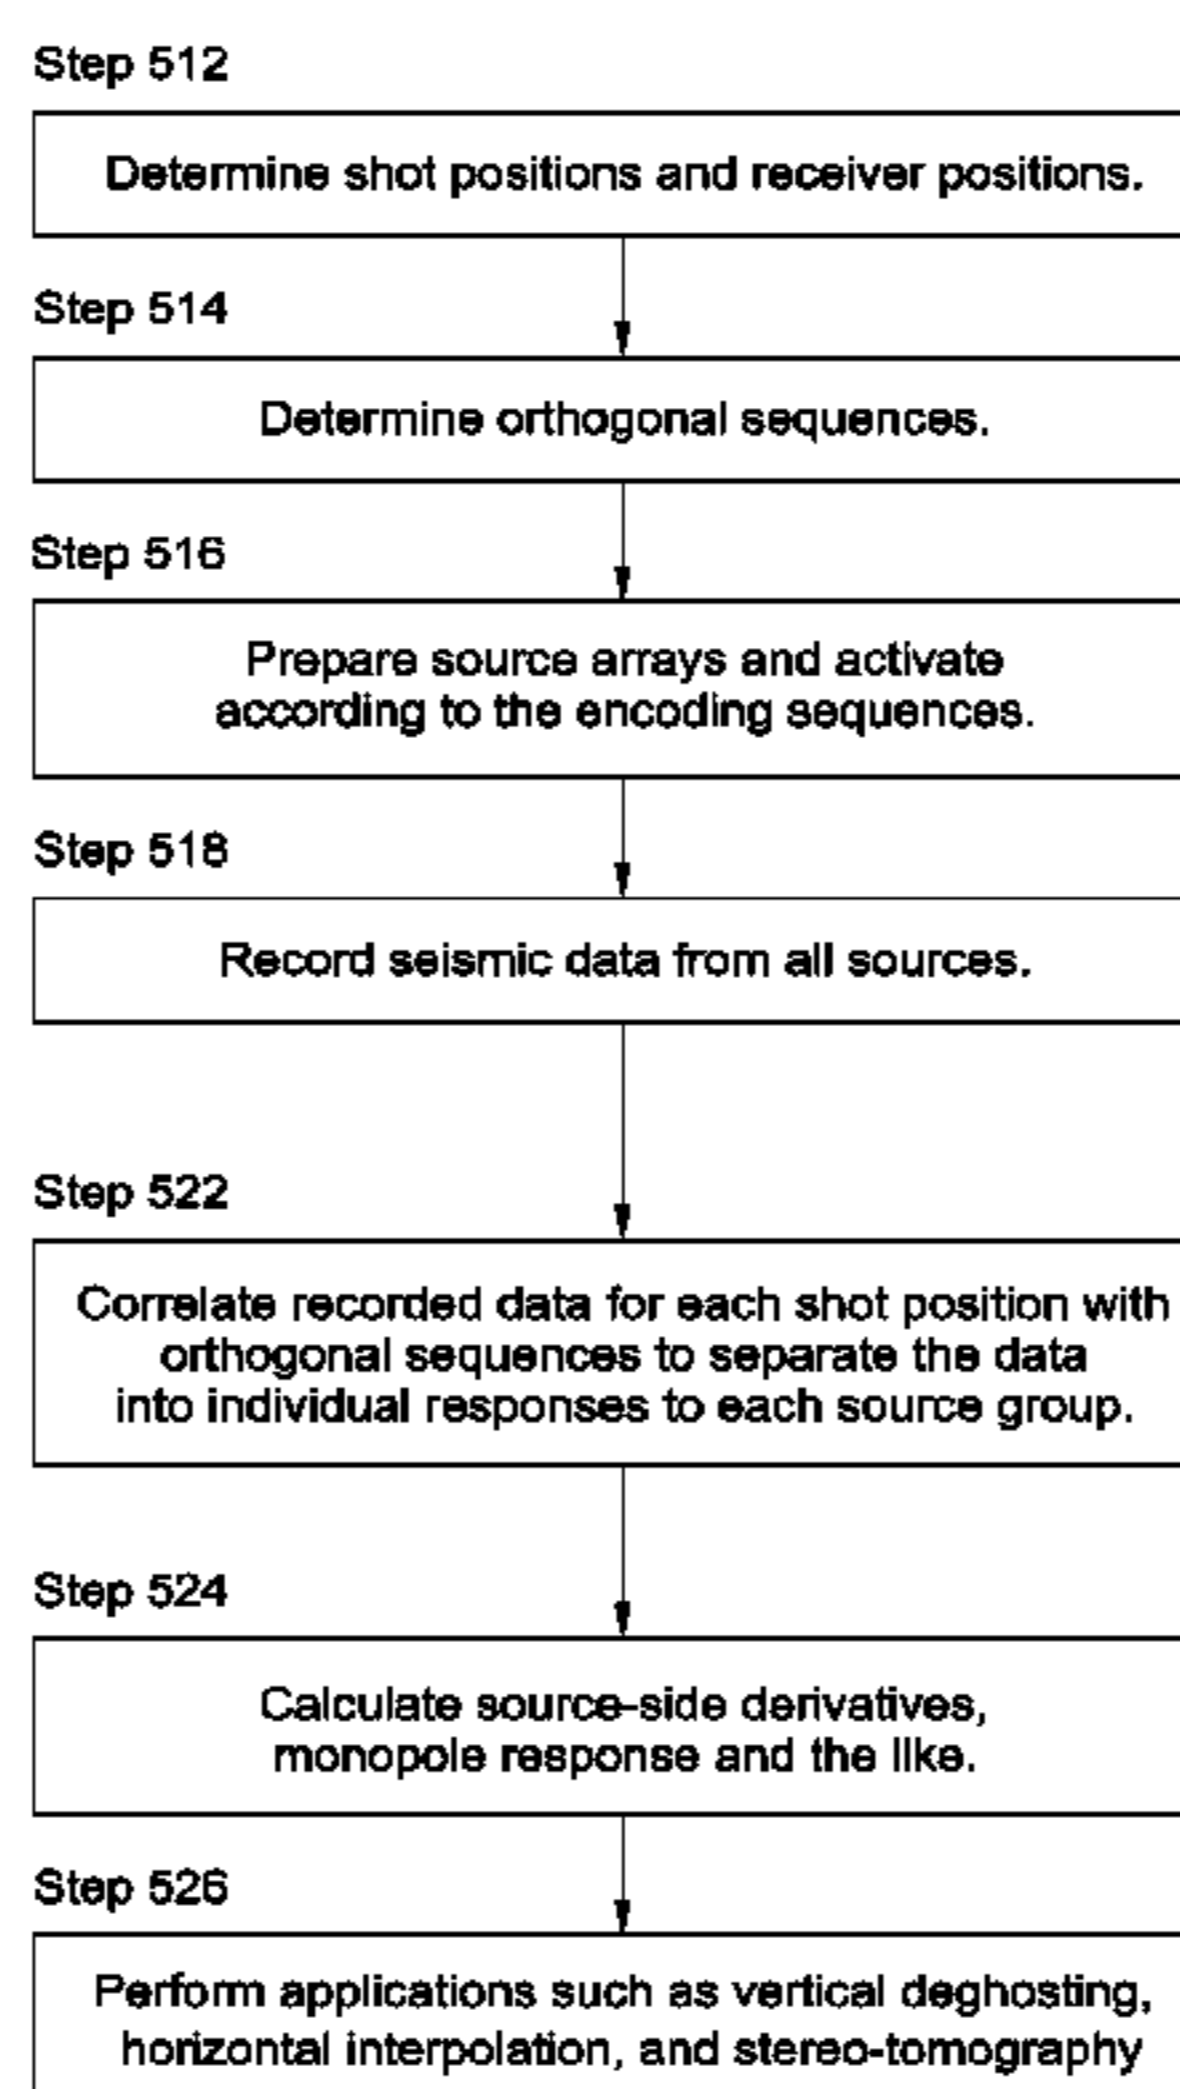 Step 512
Determine shot positions and receiver positions.
Step 514
Determine orthogonal sequences.
Step 516
Prepare source arrays and activate
according to the encoding sequences.
Step 518
Record seismic data from all sources.
Step 522
Correlate recorded data for each shot position with
orthogonal sequences to separate the data
into individual responses to each source group.
Step 524
Calculate source-side derivatives,
monopole response and the like.
Step 526
Perform applications such as vertical deghosting,
horizontal interpolation, and stereo-tomography